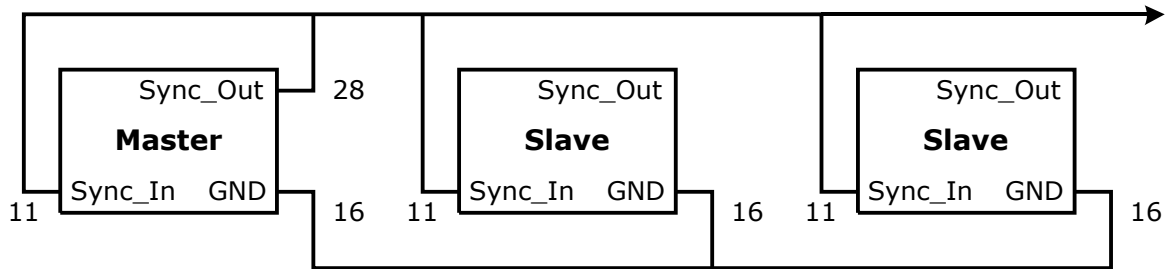 Sync_Out 28 Sync_Out Sync_Out
Master Slave Slave
Sync_In GND Sync_In GND Sync_In GND
11 16 11 16 11 16